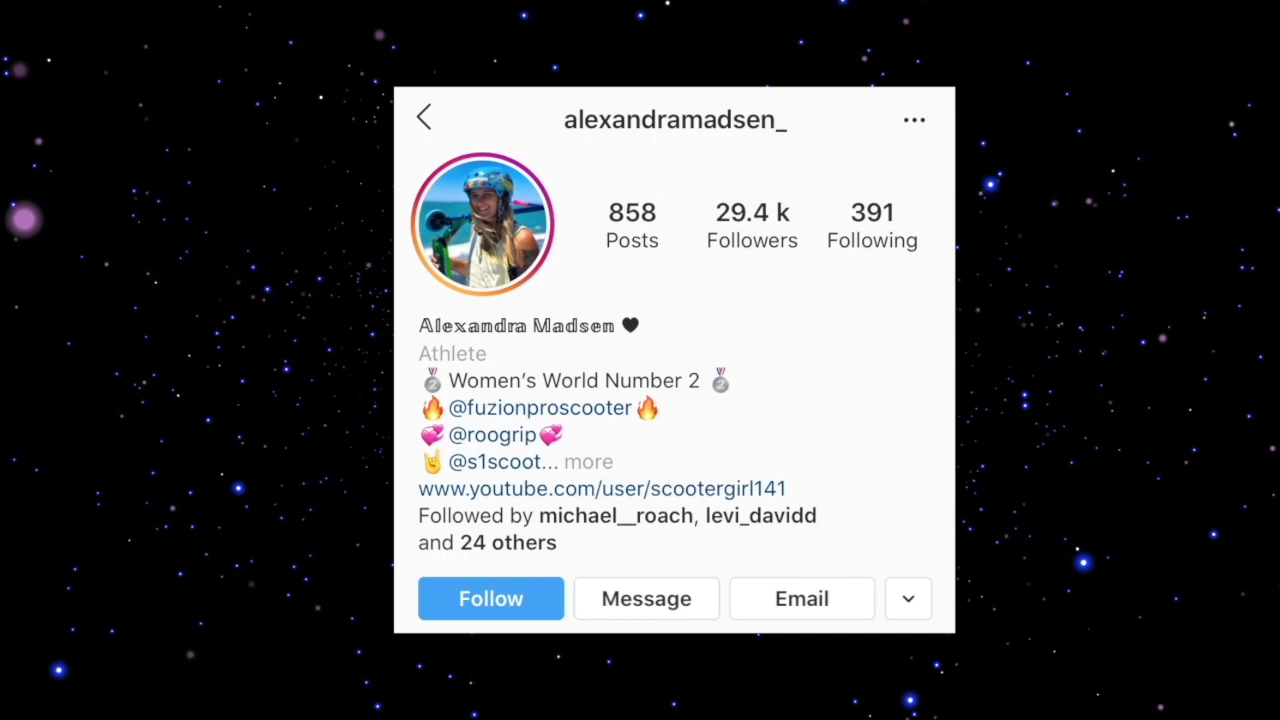 alexandramadsen_
858 29.4 k 391
Posts Followers Following
𝔸𝕝𝕖𝕩𝕒𝕟𝕕𝕣𝕒 𝕄𝕒𝕕𝕤𝕖𝕟 🖤
Athlete
🥈 Women’s World Number 2 🥈
🔥 @fuzionproscooter 🔥
💞 @roogrip 💞
🤘 @s1scoot... more
www.youtube.com/user/scootergirl141
Followed by michael__roach, levi_davidd
and 24 others
Follow Message Email